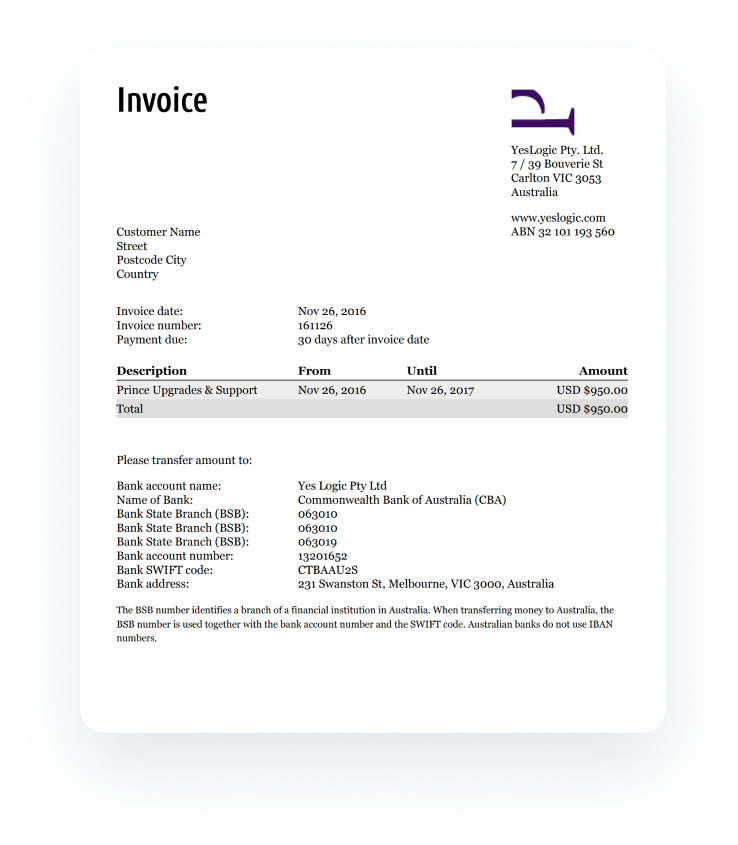 Invoice
YesLogic Pty. Ltd.
7 / 39 Bouverie St
Carlton VIC 3053
Australia
www.yeslogic.com
ABN 32 101 193 560
Customer Name
Street
Postcode City
Country
Invoice date: Nov 26, 2016
Invoice number: 161126
Payment due: 30 days after invoice date
Description From Until Amount
Prince Upgrades & Support Nov 26, 2016 Nov 26, 2017 USD $950.00
Total USD $950.00
Please transfer amount to:
Bank account name: Yes Logic Pty Ltd
Name of Bank: Commonwealth Bank of Australia (CBA)
Bank State Branch (BSB): 063010
Bank State Branch (BSB): 063010
Bank State Branch (BSB): 063019
Bank account number: 13201652
Bank SWIFT code: CTBAAU2S
Bank address: 231 Swanston St, Melbourne, VIC 3000, Australia
The BSB number identifies a branch of a financial institution in Australia. When transferring money to Australia, the
BSB number is used together with the bank account number and the SWIFT code. Australian banks do not use IBAN
numbers.